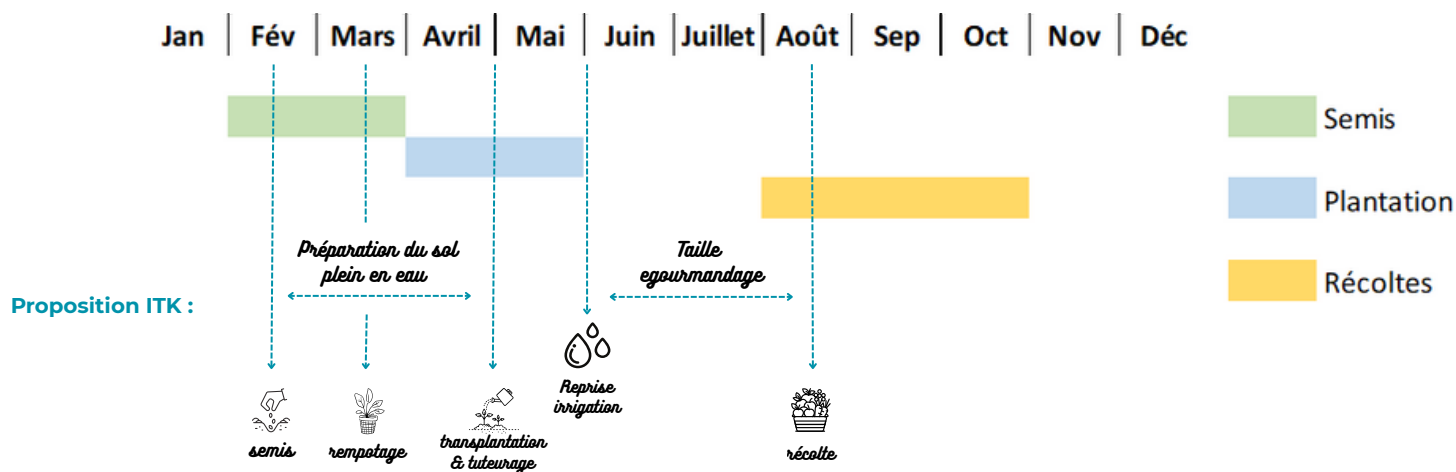 Jan Fév Mars Avril Mai Juin Juillet Août Sep Oct Nov Déc
Semis
Plantation
Récoltes
Préparation du sol
plein en eau
Taille
egourmandage
Proposition ITK :
Reprise
irrigation
semis
rempotage
transplantation
& tuteurage
récolte